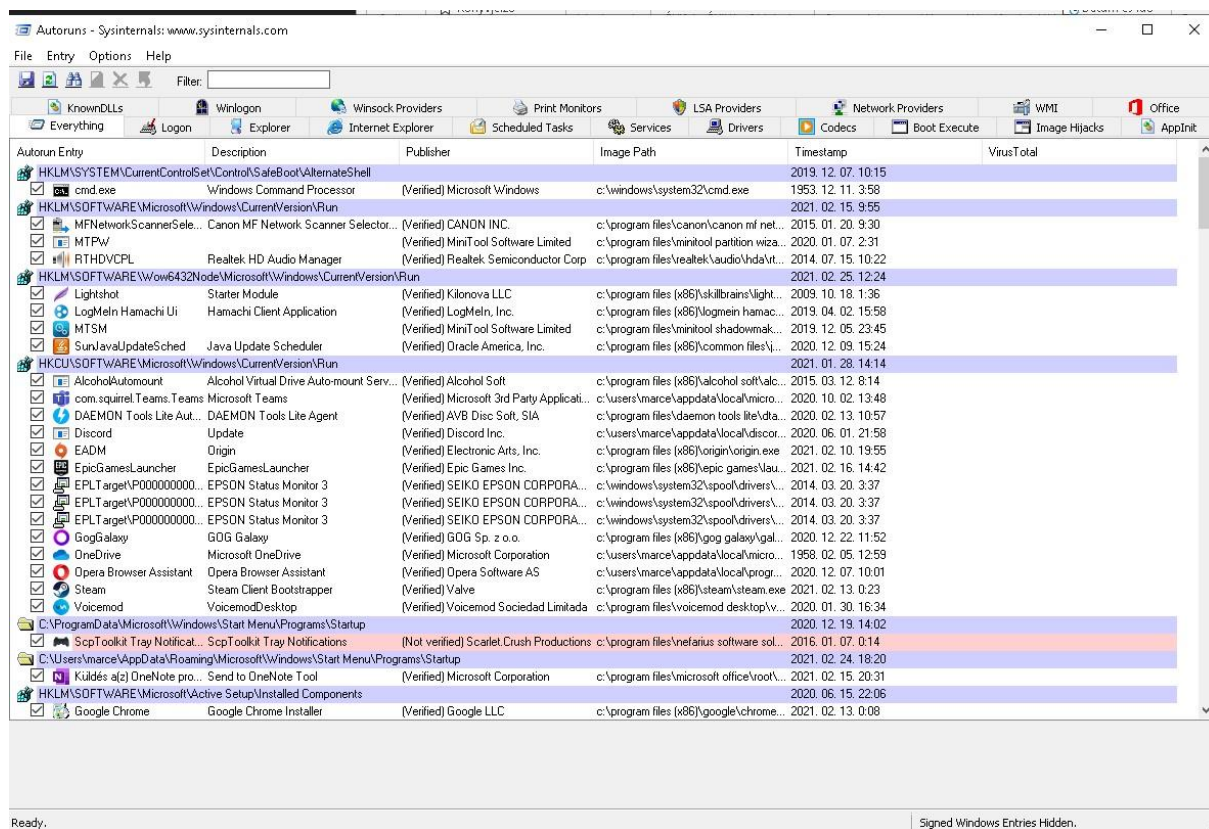 Autoruns - Sysinternals: www.sysinternals.com
File Entry Options Help
Filter:
KnownDLLs Winlogon Winsock Providers Print Monitors LSA Providers Network Providers WMI Office
Everything Logon Explorer Internet Explorer Scheduled Tasks Services Drivers Codecs Boot Execute Image Hijacks AppInit
Autorun Entry Description Publisher Image Path Timestamp VirusTotal
HKLM\SYSTEM\CurrentControlSet\Control\SafeBoot\AlternateShell 2019. 12. 07. 10:15
cmd.exe Windows Command Processor (Verified) Microsoft Windows c:\windows\system32\cmd.exe 1953. 12. 11. 3:58
HKLM\SOFTWARE\Microsoft\Windows\CurrentVersion\Run 2021. 02. 15. 9:55
MFNetworkScannerSele... Canon MF Network Scanner Selector... (Verified) CANON INC. c:\program files\canon\canon mf net... 2015. 01. 20. 9:30
MTPW (Verified) MiniTool Software Limited c:\program files\minitool partition wiza... 2020. 01. 07. 2:31
RTHDVCPL Realtek HD Audio Manager (Verified) Realtek Semiconductor Corp c:\program files\realtek\audio\hda\rt... 2014. 07. 15. 10:22
HKLM\SOFTWARE\Wow6432Node\Microsoft\Windows\CurrentVersion\Run 2021. 02. 25. 12:24
Lightshot Starter Module (Verified) Kilonova LLC c:\program files (x86)\skillbrains\light... 2009. 10. 18. 1:36
LogMeIn Hamachi Ui Hamachi Client Application (Verified) LogMeIn, Inc. c:\program files (x86)\logmein hamac... 2019. 04. 02. 15:58
MTSM (Verified) MiniTool Software Limited c:\program files\minitool shadowmak... 2019. 12. 05. 23:45
SunJavaUpdateSched Java Update Scheduler (Verified) Oracle America, Inc. c:\program files (x86)\common files\j... 2020. 12. 09. 15:24
HKCU\SOFTWARE\Microsoft\Windows\CurrentVersion\Run 2021. 01. 28. 14:14
AlcoholAutomount Alcohol Virtual Drive Auto-mount Serv... (Verified) Alcohol Soft c:\program files (x86)\alcohol soft\alc... 2015. 03. 12. 8:14
com.squirrel.Teams.Teams Microsoft Teams (Verified) Microsoft 3rd Party Applicati... c:\users\marce\appdata\local\micro... 2020. 10. 02. 13:48
DAEMON Tools Lite Aut... DAEMON Tools Lite Agent (Verified) AVB Disc Soft, SIA c:\program files\daemon tools lite\dta... 2020. 02. 13. 10:57
Discord Update (Verified) Discord Inc. c:\users\marce\appdata\local\discor... 2020. 06. 01. 21:58
EADM Origin (Verified) Electronic Arts, Inc. c:\program files (x86)\origin\origin.exe 2021. 02. 10. 19:55
EpicGamesLauncher EpicGamesLauncher (Verified) Epic Games Inc. c:\program files (x86)\epic games\lau... 2021. 02. 16. 14:42
EPLTarget\P000000000... EPSON Status Monitor 3 (Verified) SEIKO EPSON CORPORA... c:\windows\system32\spool\drivers\... 2014. 03. 20. 3:37
EPLTarget\P000000000... EPSON Status Monitor 3 (Verified) SEIKO EPSON CORPORA... c:\windows\system32\spool\drivers\... 2014. 03. 20. 3:37
EPLTarget\P000000000... EPSON Status Monitor 3 (Verified) SEIKO EPSON CORPORA... c:\windows\system32\spool\drivers\... 2014. 03. 20. 3:37
GogGalaxy GOG Galaxy (Verified) GOG Sp. z o.o. c:\program files (x86)\gog galaxy\gal... 2020. 12. 22. 11:52
OneDrive Microsoft OneDrive (Verified) Microsoft Corporation c:\users\marce\appdata\local\micro... 1958. 02. 05. 12:59
Opera Browser Assistant Opera Browser Assistant (Verified) Opera Software AS c:\users\marce\appdata\local\progr... 2020. 12. 07. 10:01
Steam Steam Client Bootstrapper (Verified) Valve c:\program files (x86)\steam\steam.exe 2021. 02. 13. 0:23
Voicemod VoicemodDesktop (Verified) Voicemod Sociedad Limitada c:\program files\voicemod desktop\v... 2020. 01. 30. 16:34
C:\ProgramData\Microsoft\Windows\Start Menu\Programs\Startup 2020. 12. 19. 14:02
ScpToolkit Tray Notificat... ScpToolkit Tray Notifications (Not verified) Scarlet.Crush Productions c:\program files\nefarius software sol... 2016. 01. 07. 0:14
C:\Users\marce\AppData\Roaming\Microsoft\Windows\Start Menu\Programs\Startup 2021. 02. 24. 18:20
Küldés a(z) OneNote pro... Send to OneNote Tool (Verified) Microsoft Corporation c:\program files\microsoft office\root\... 2021. 02. 15. 20:31
HKLM\SOFTWARE\Microsoft\Active Setup\Installed Components 2020. 06. 15. 22:06
Google Chrome Google Chrome Installer (Verified) Google LLC c:\program files (x86)\google\chrome... 2021. 02. 13. 0:08
Ready. Signed Windows Entries Hidden.